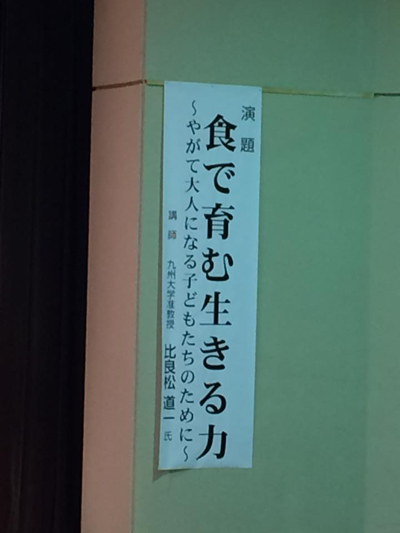 演題
食で育む生きる力
〜やがて大人になる子どもたちのために〜
講師 九州大学准教授 比良松 道一 氏